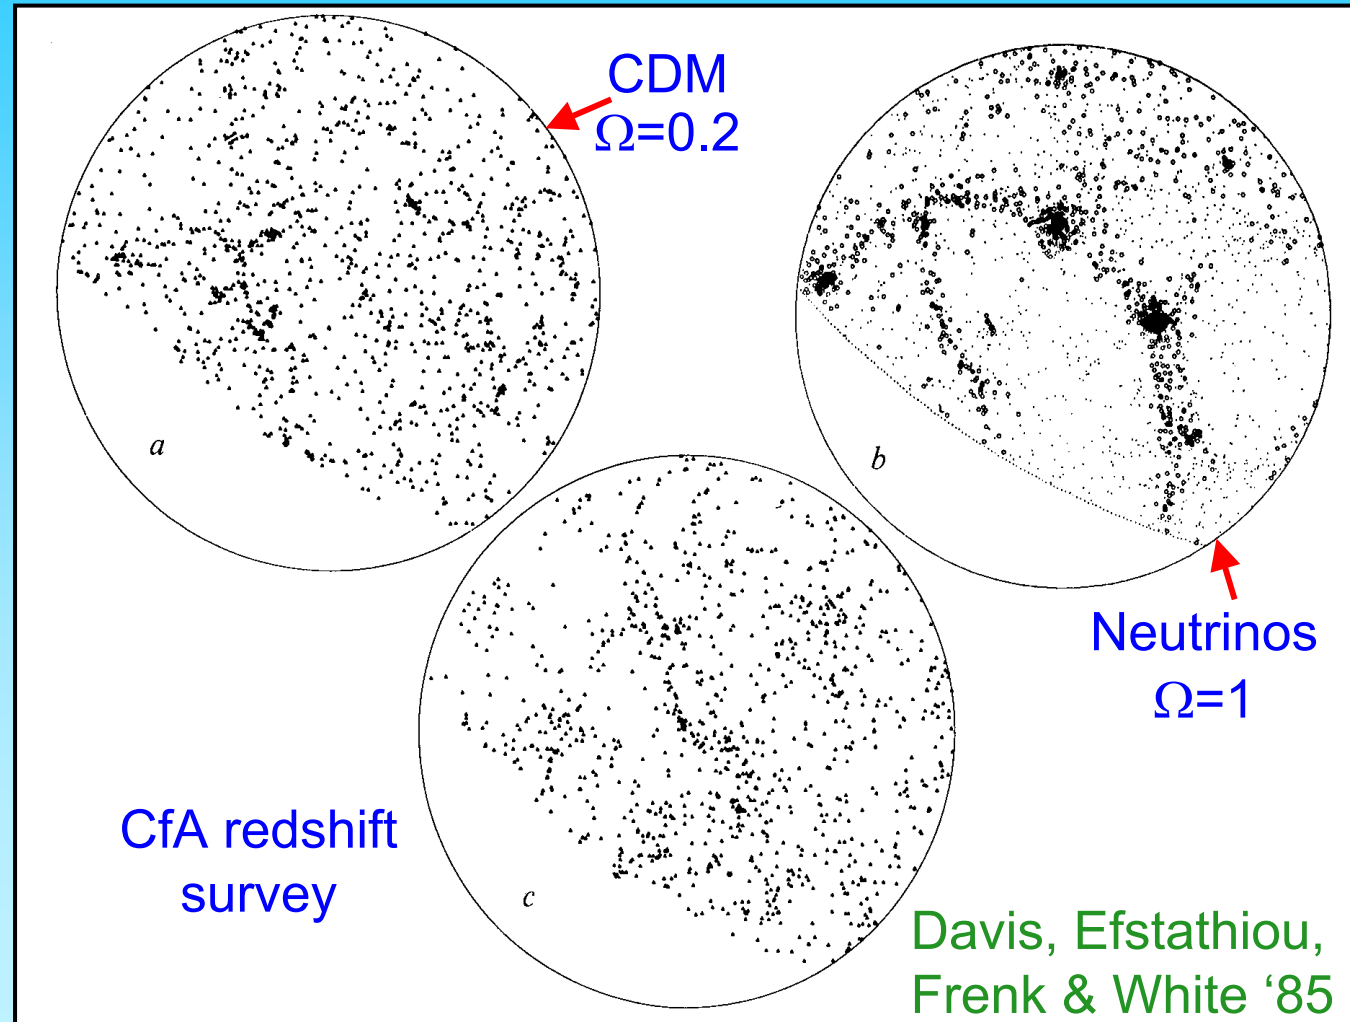 CDM
Ω=0.2
a
b
Neutrinos
Ω=1
CfA redshift
survey
c
Davis, Efstathiou,
Frenk & White ‘85